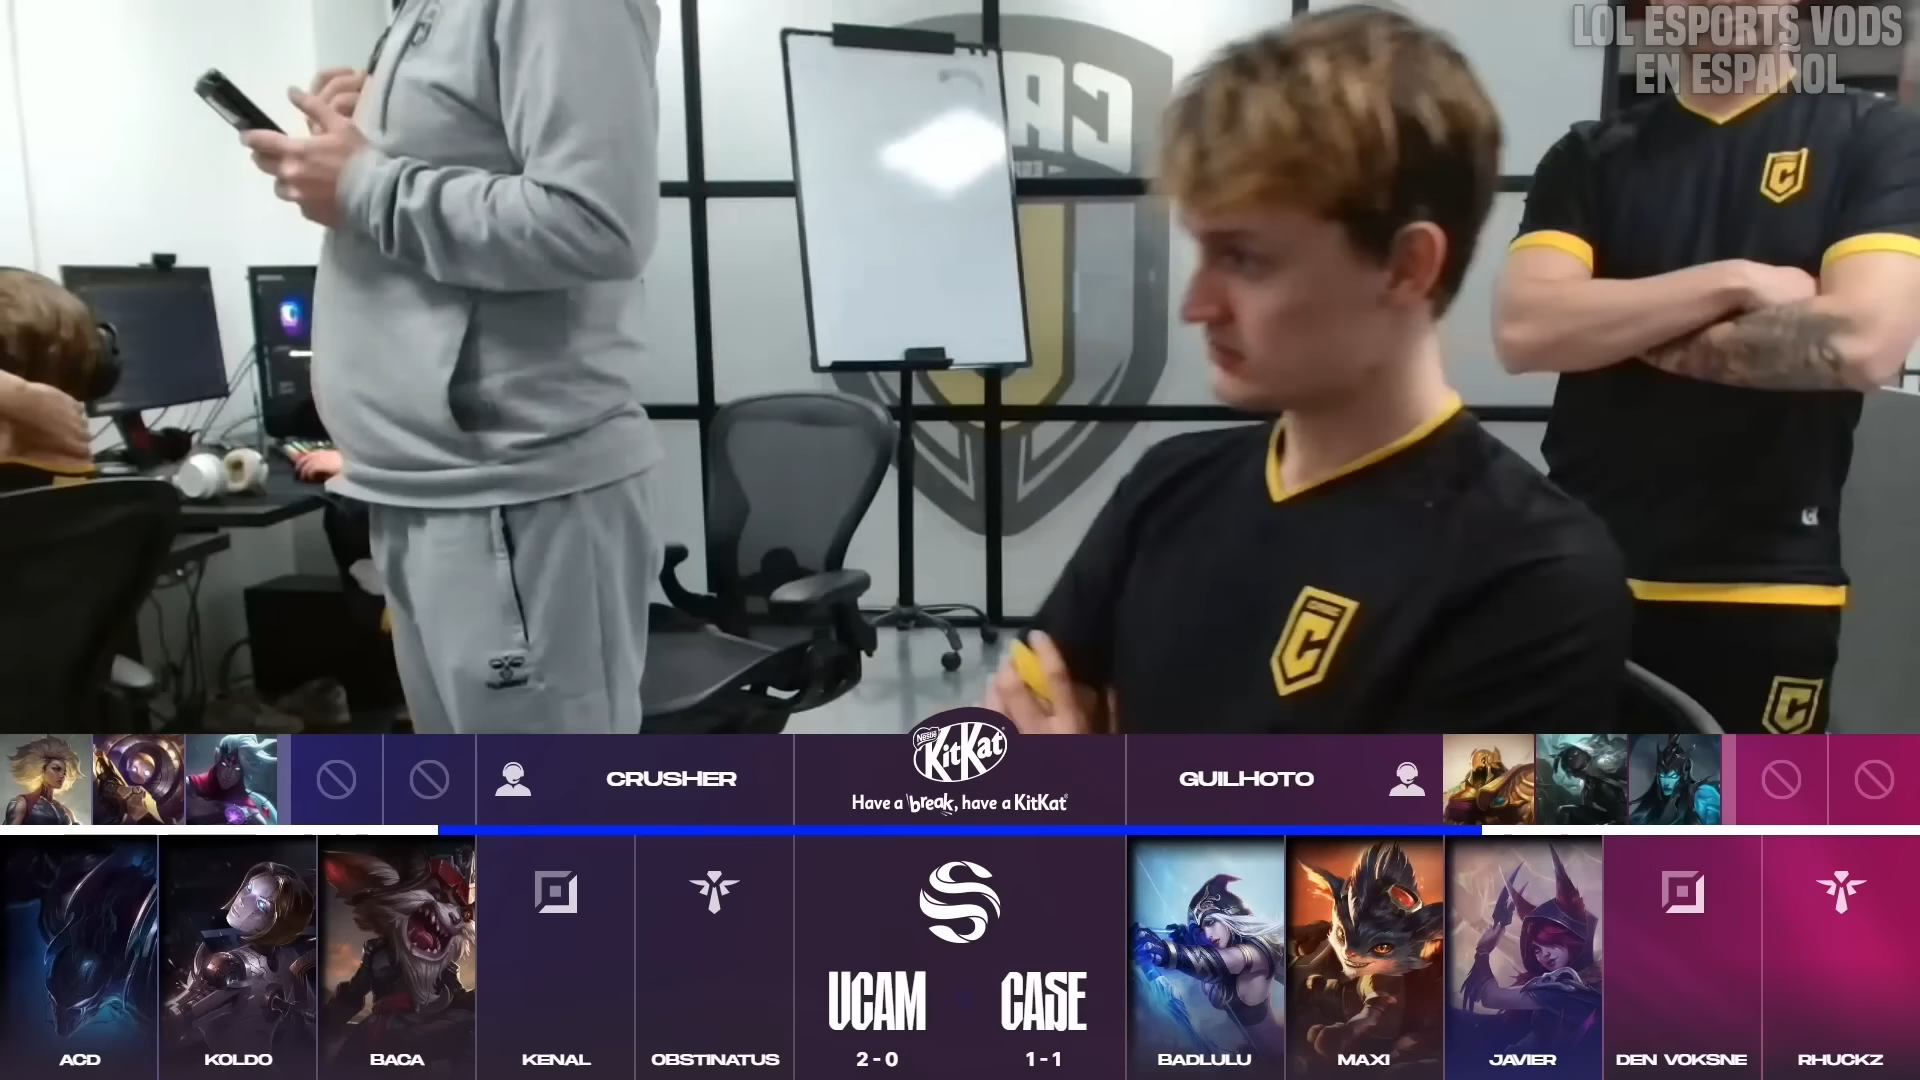 LOL ESPORTS VODS
EN ESPAÑOL
CRUSHER
Nestlé
KitKat
Have a break, have a KitKat
GUILHOTO
UCAM
CASE
2-0
1-1
ACD
KOLDO
BACA
KENAL
OBSTINATUS
BADLULU
MAXI
JAVIER
DEN VOKSNE
RHUCKZ